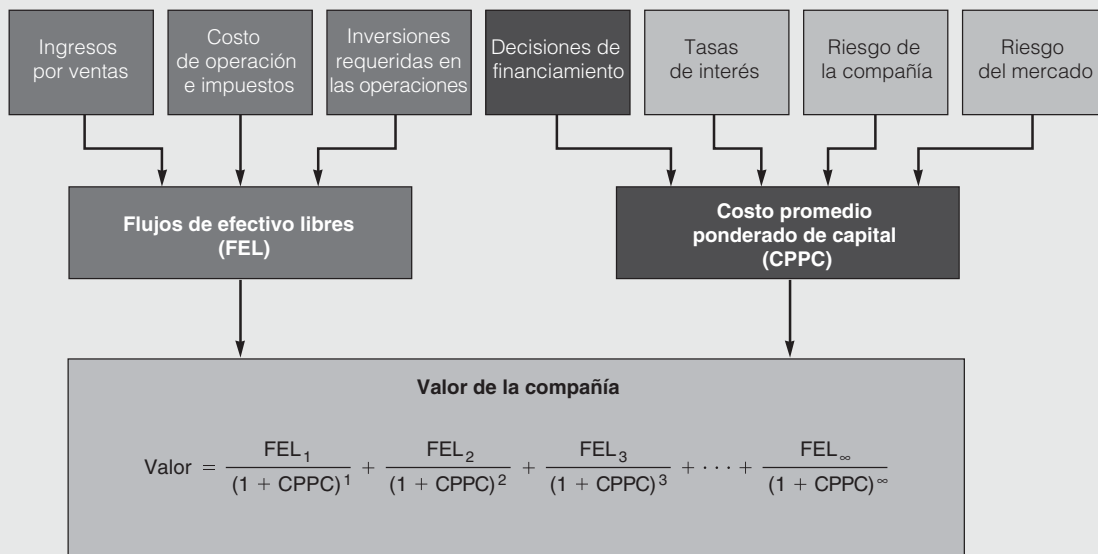 Ingresos
por ventas
Costo
de operación
e impuestos
Inversiones
requeridas en
las operaciones
Decisiones de
financiamiento
Tasas
de interés
Riesgo de
la compañía
Riesgo
del mercado
Flujos de efectivo libres
(FEL)
Costo promedio
ponderado de capital
(CPPC)
Valor de la compañía
Valor = FEL₁/(1 + CPPC)¹ + FEL₂/(1 + CPPC)² + FEL₃/(1 + CPPC)³ + · · · + FEL∞/(1 + CPPC)^∞